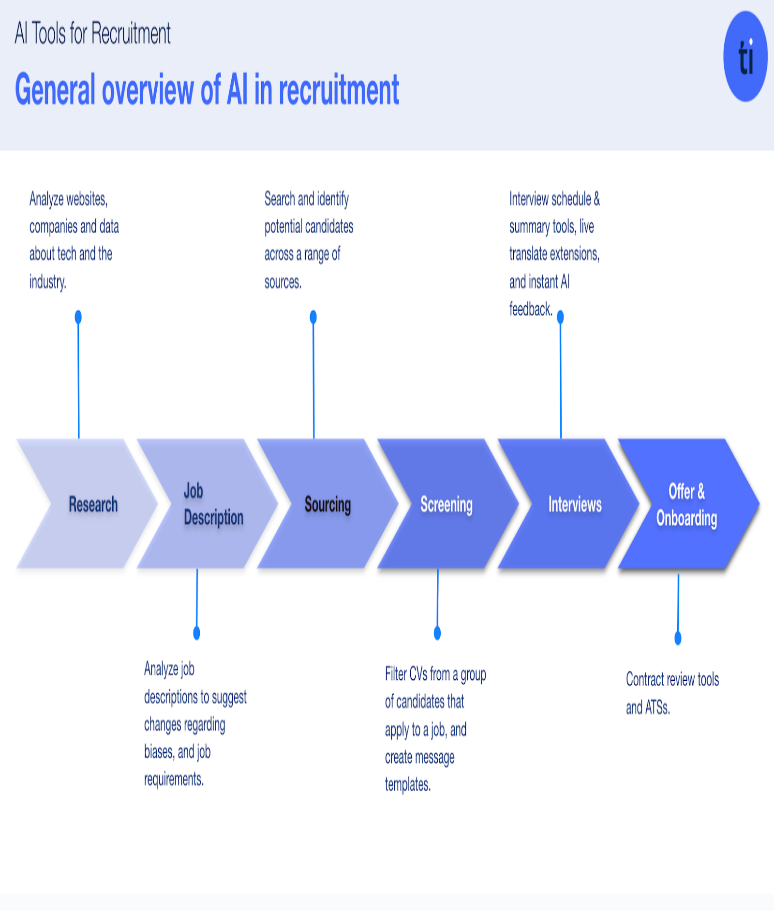 AI Tools for Recruitment
General overview of AI in recruitment
ti
Analyze websites,
companies and data
about tech and the
industry.
Search and identify
potential candidates
across a range of
sources.
Interview schedule &
summary tools, live
translate extensions,
and instant AI
feedback.
Research
Job
Description
Sourcing
Screening
Interviews
Offer &
Onboarding
Analyze job
descriptions to suggest
changes regarding
biases, and job
requirements.
Filter CVs from a group
of candidates that
apply to a job, and
create message
templates.
Contract review tools
and ATSs.